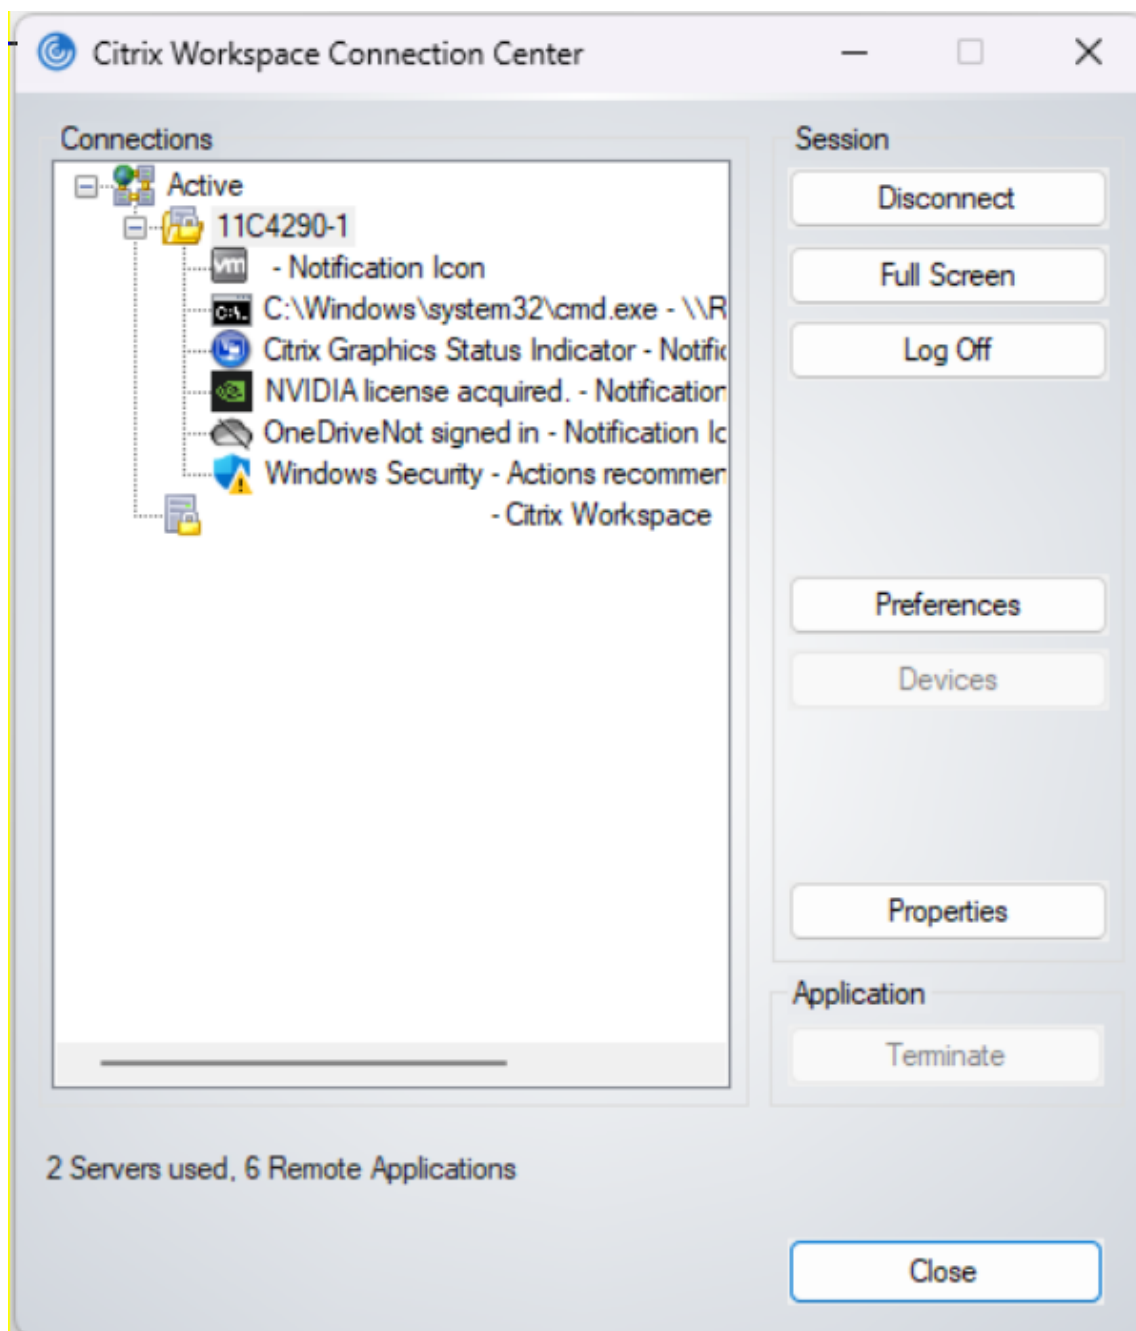 Citrix Workspace Connection Center
Connections
Active
11C4290-1
vm - Notification Icon
C:\Windows\system32\cmd.exe - \\R
Citrix Graphics Status Indicator - Notific
NVIDIA license acquired. - Notification
OneDriveNot signed in - Notification Ic
Windows Security - Actions recommen
- Citrix Workspace
Session
Disconnect
Full Screen
Log Off
Preferences
Devices
Properties
Application
Terminate
2 Servers used, 6 Remote Applications
Close